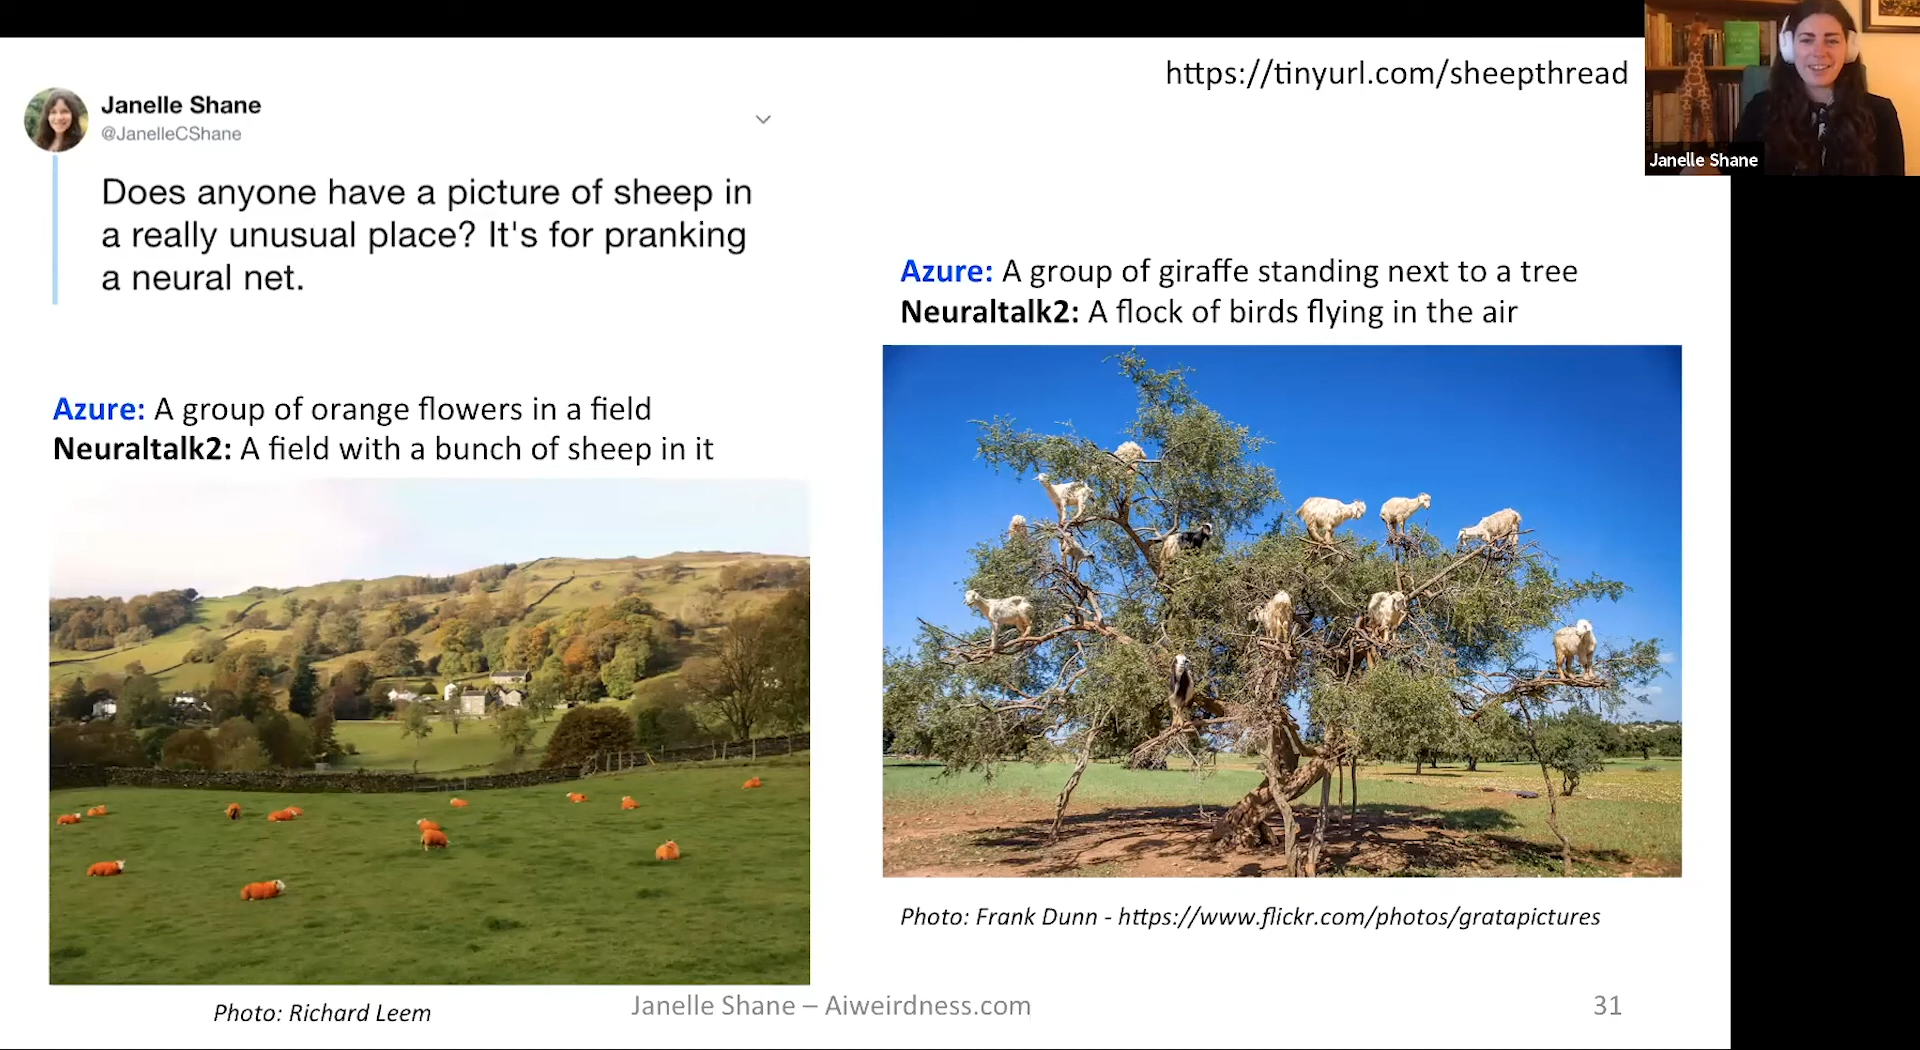 https://tinyurl.com/sheepthread
Janelle Shane
Janelle Shane
@JanelleCShane
Does anyone have a picture of sheep in
a really unusual place? It's for pranking
a neural net.
Azure: A group of orange flowers in a field
Neuraltalk2: A field with a bunch of sheep in it
Photo: Richard Leem
Azure: A group of giraffe standing next to a tree
Neuraltalk2: A flock of birds flying in the air
Photo: Frank Dunn - https://www.flickr.com/photos/gratapictures
Janelle Shane – Aiweirdness.com
31